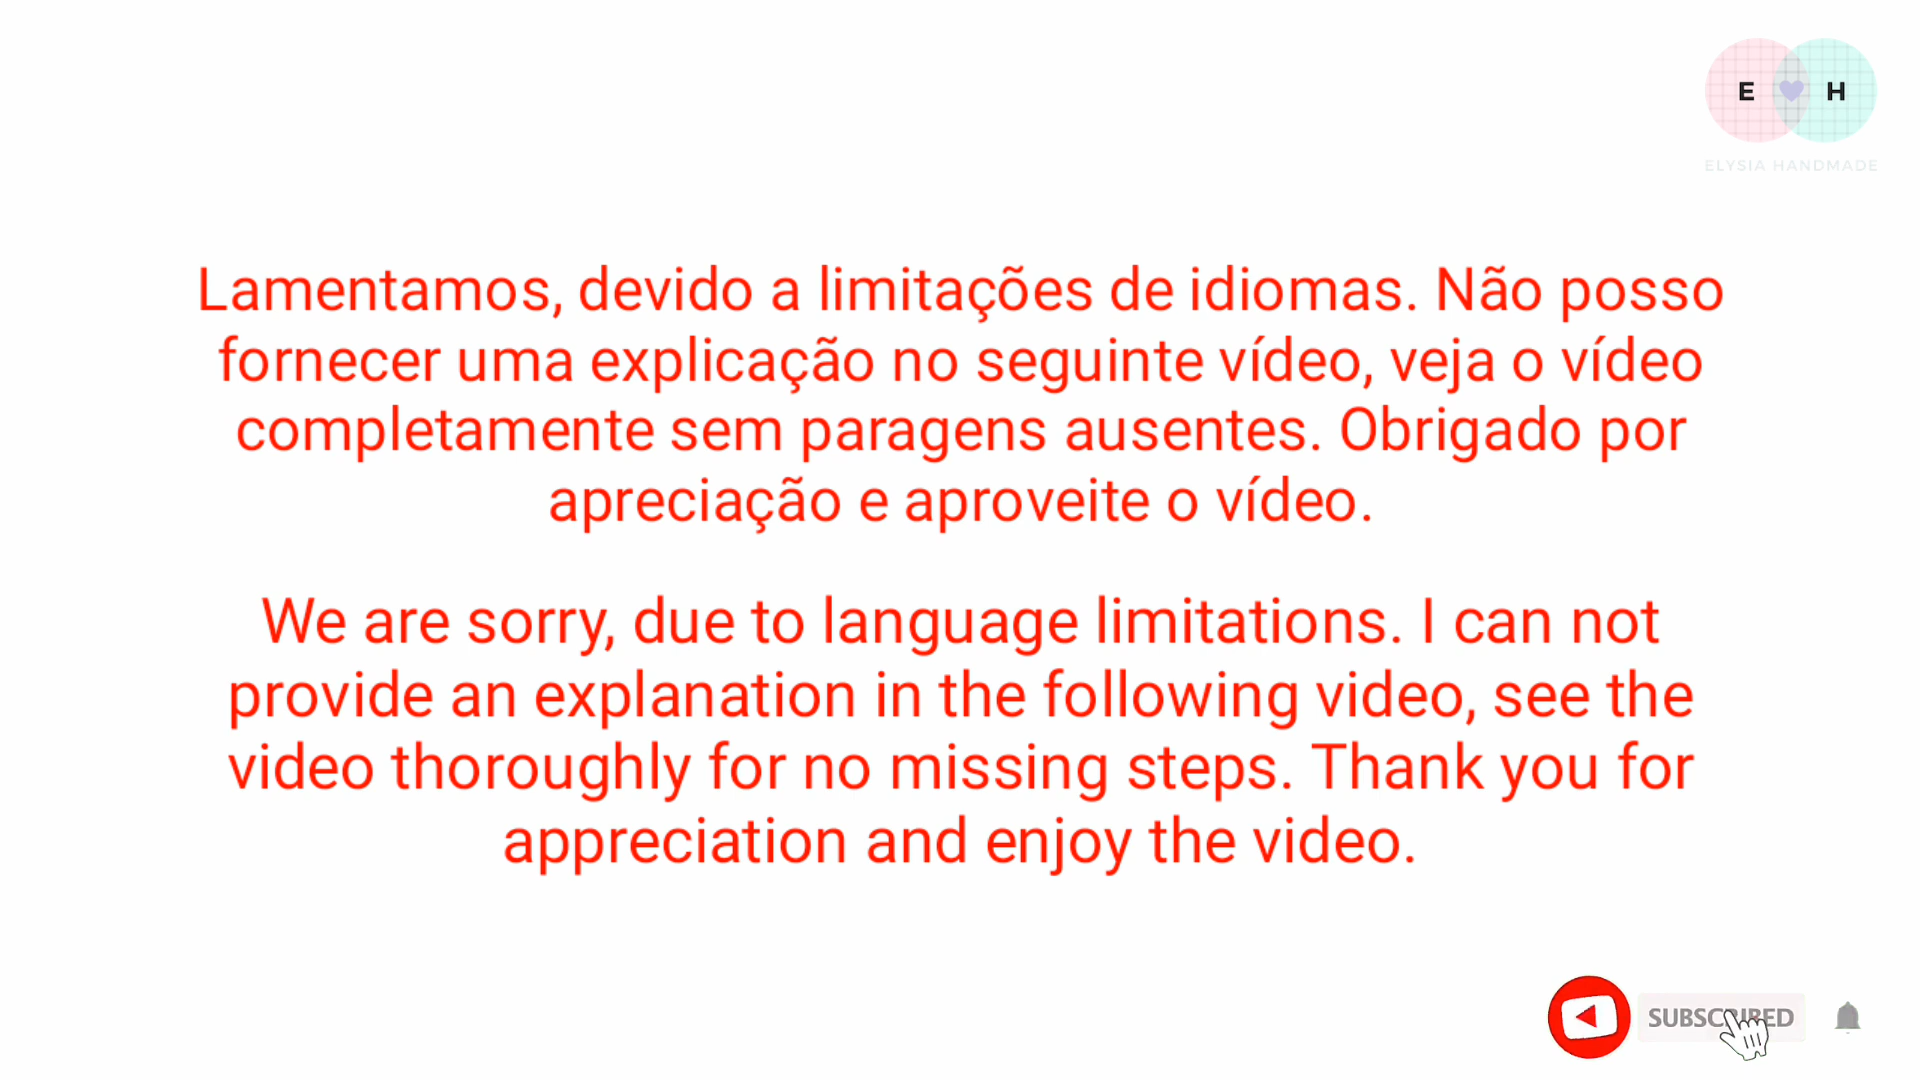 E H
ELYSIA HANDMADE
Lamentamos, devido a limitações de idiomas. Não posso
fornecer uma explicação no seguinte vídeo, veja o vídeo
completamente sem paragens ausentes. Obrigado por
apreciação e aproveite o vídeo.
We are sorry, due to language limitations. I can not
provide an explanation in the following video, see the
video thoroughly for no missing steps. Thank you for
appreciation and enjoy the video.
SUBSCRIBED